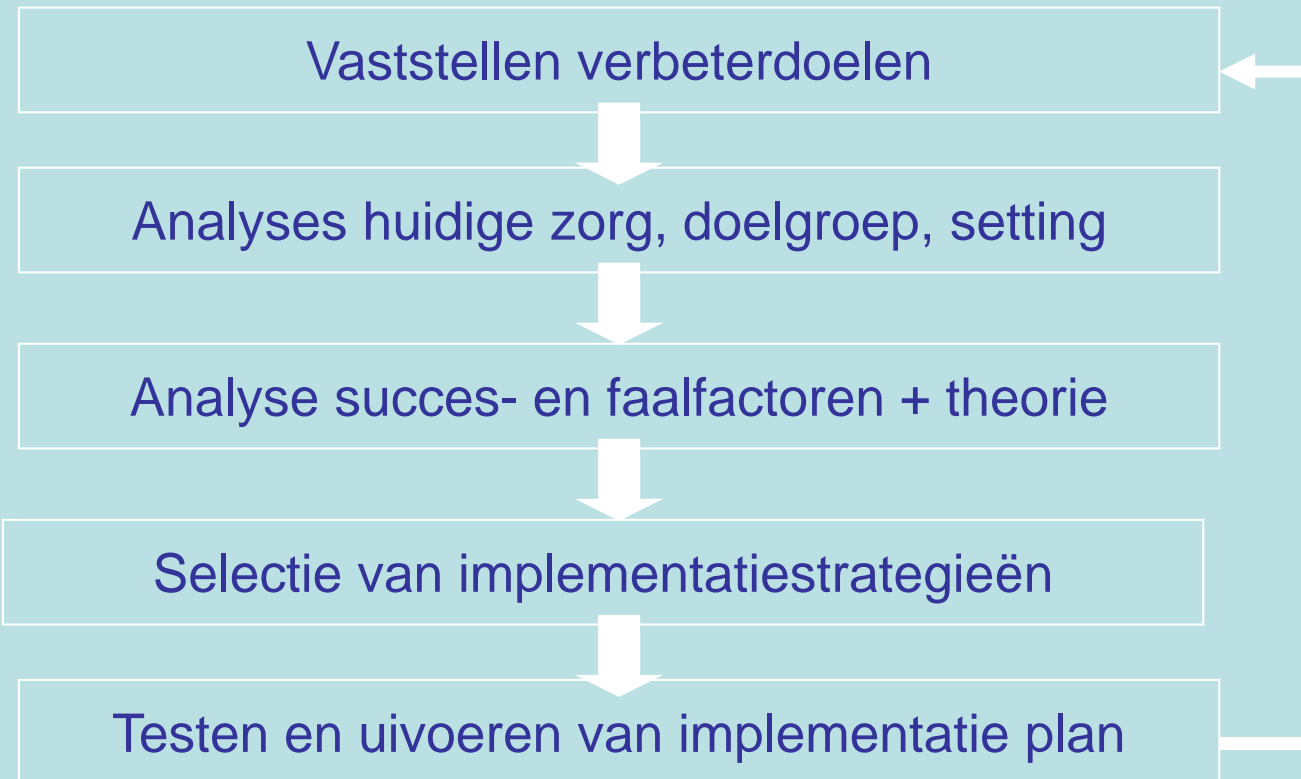 Vaststellen verbeterdoelen
Analyses huidige zorg, doelgroep, setting
Analyse succes- en faalfactoren + theorie
Selectie van implementatiestrategieën
Testen en uivoeren van implementatie plan